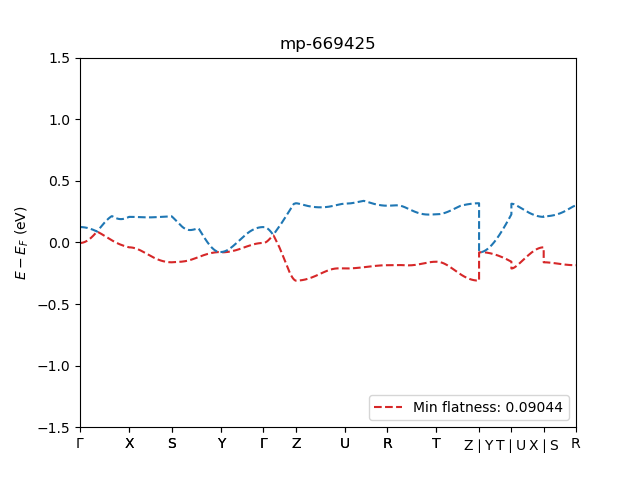 mp-669425
1.5
1.0
0.5
0.0
−0.5
−1.0
−1.5
E − E_F (eV)
Min flatness: 0.09044
Γ X S Y Γ Z U R T Z | Y T | U X | S R